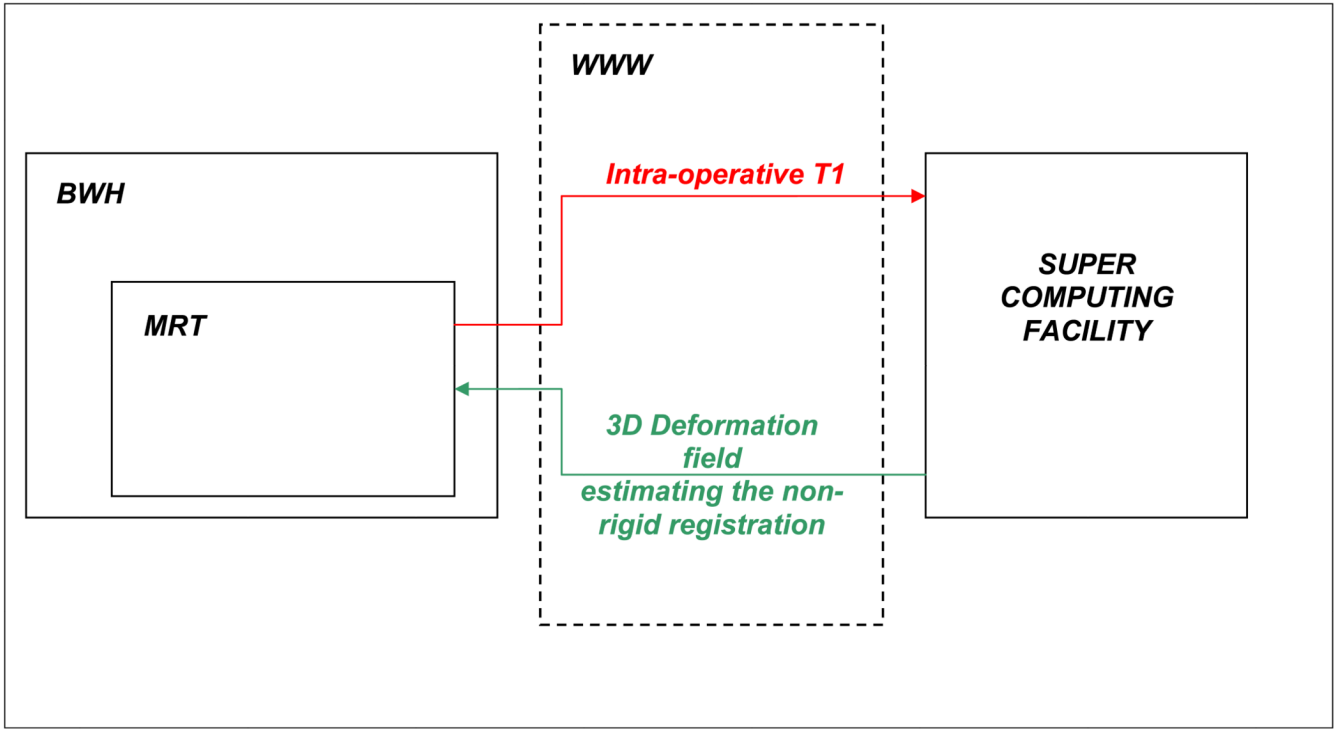 WWW
BWH
Intra-operative T1
MRT
SUPER
COMPUTING
FACILITY
3D Deformation
field
estimating the non-
rigid registration